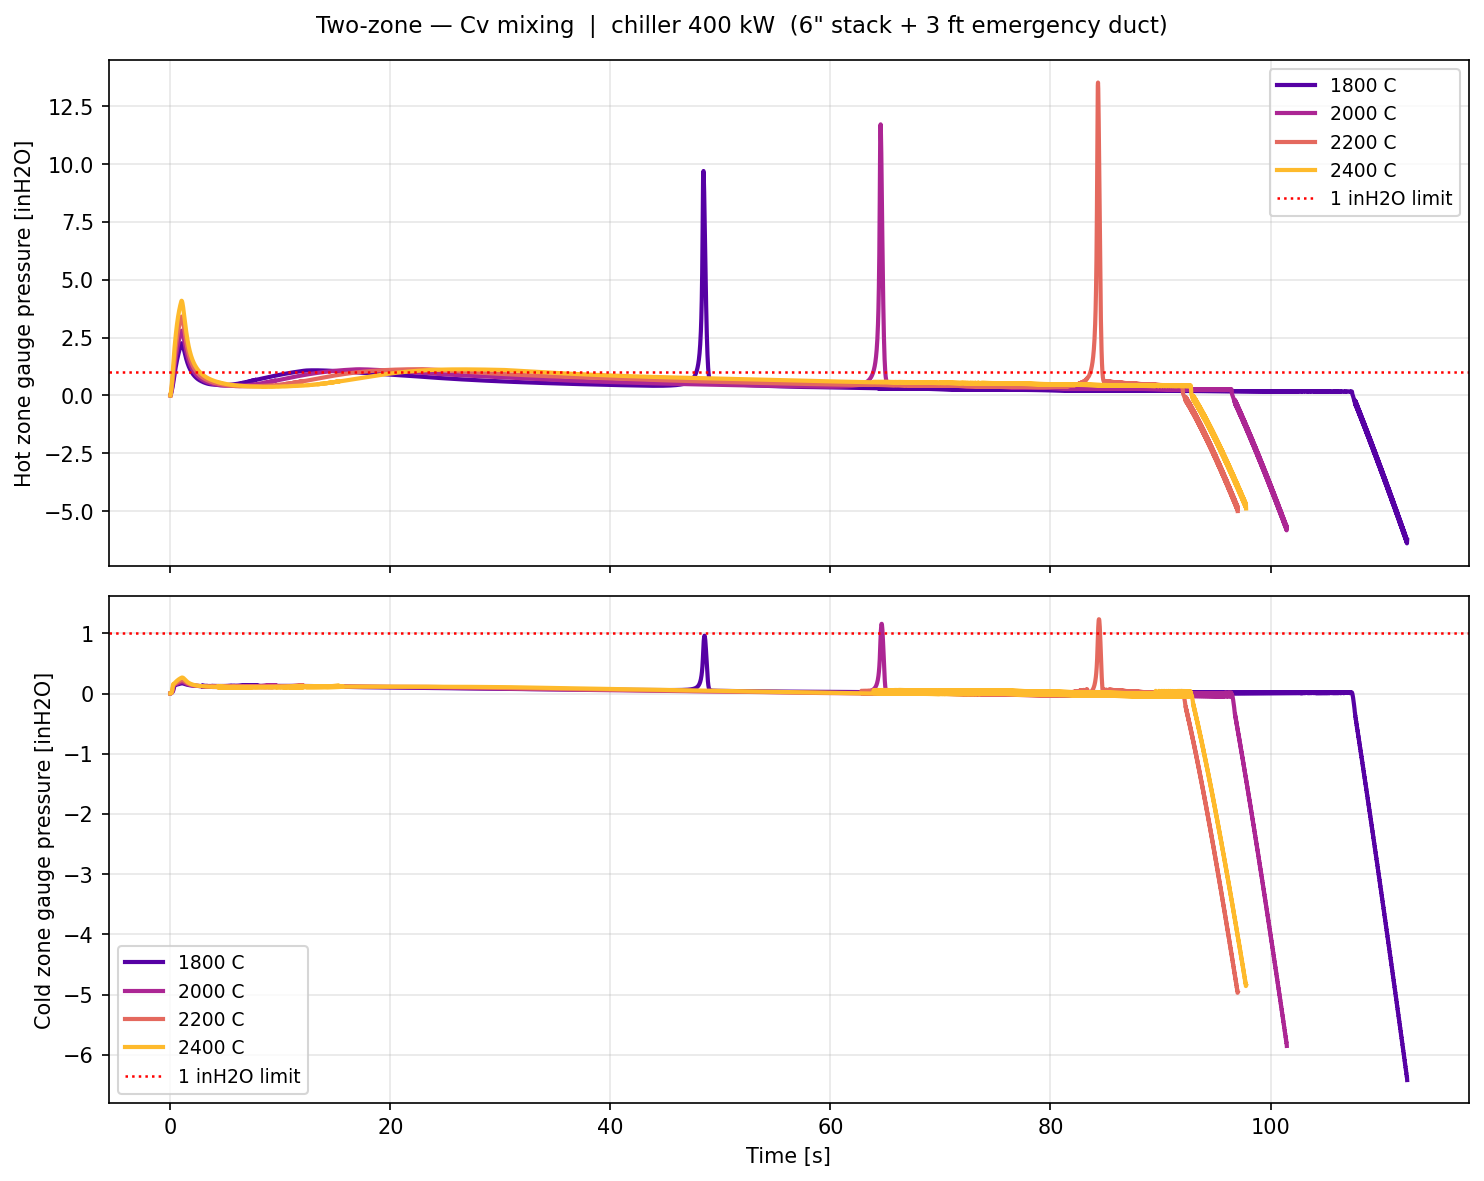 Two-zone — Cv mixing  |  chiller 400 kW  (6" stack + 3 ft emergency duct)
Hot zone gauge pressure [inH2O]
12.5
10.0
7.5
5.0
2.5
0.0
−2.5
−5.0
1800 C
2000 C
2200 C
2400 C
1 inH2O limit
Cold zone gauge pressure [inH2O]
1
0
−1
−2
−3
−4
−5
−6
1800 C
2000 C
2200 C
2400 C
1 inH2O limit
0
20
40
60
80
100
Time [s]